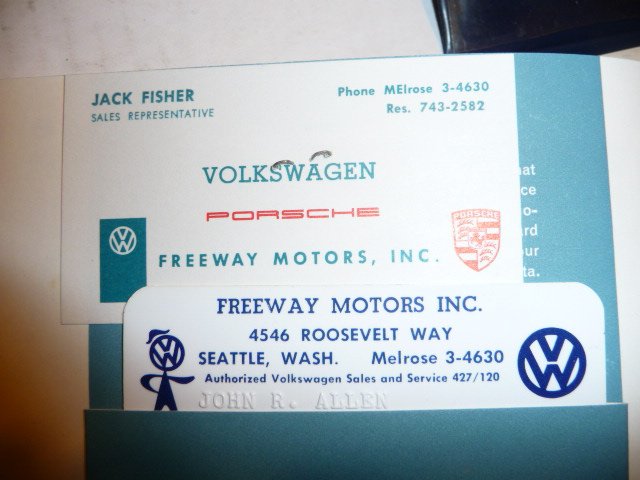 JACK FISHER
SALES REPRESENTATIVE
Phone MElrose 3-4630
Res. 743-2582
VOLKSWAGEN
PORSCHE
PORSCHE
FREEWAY MOTORS, INC.
FREEWAY MOTORS INC.
4546 ROOSEVELT WAY
SEATTLE, WASH. Melrose 3-4630
Authorized Volkswagen Sales and Service 427/120
JOHN R. ALLEN